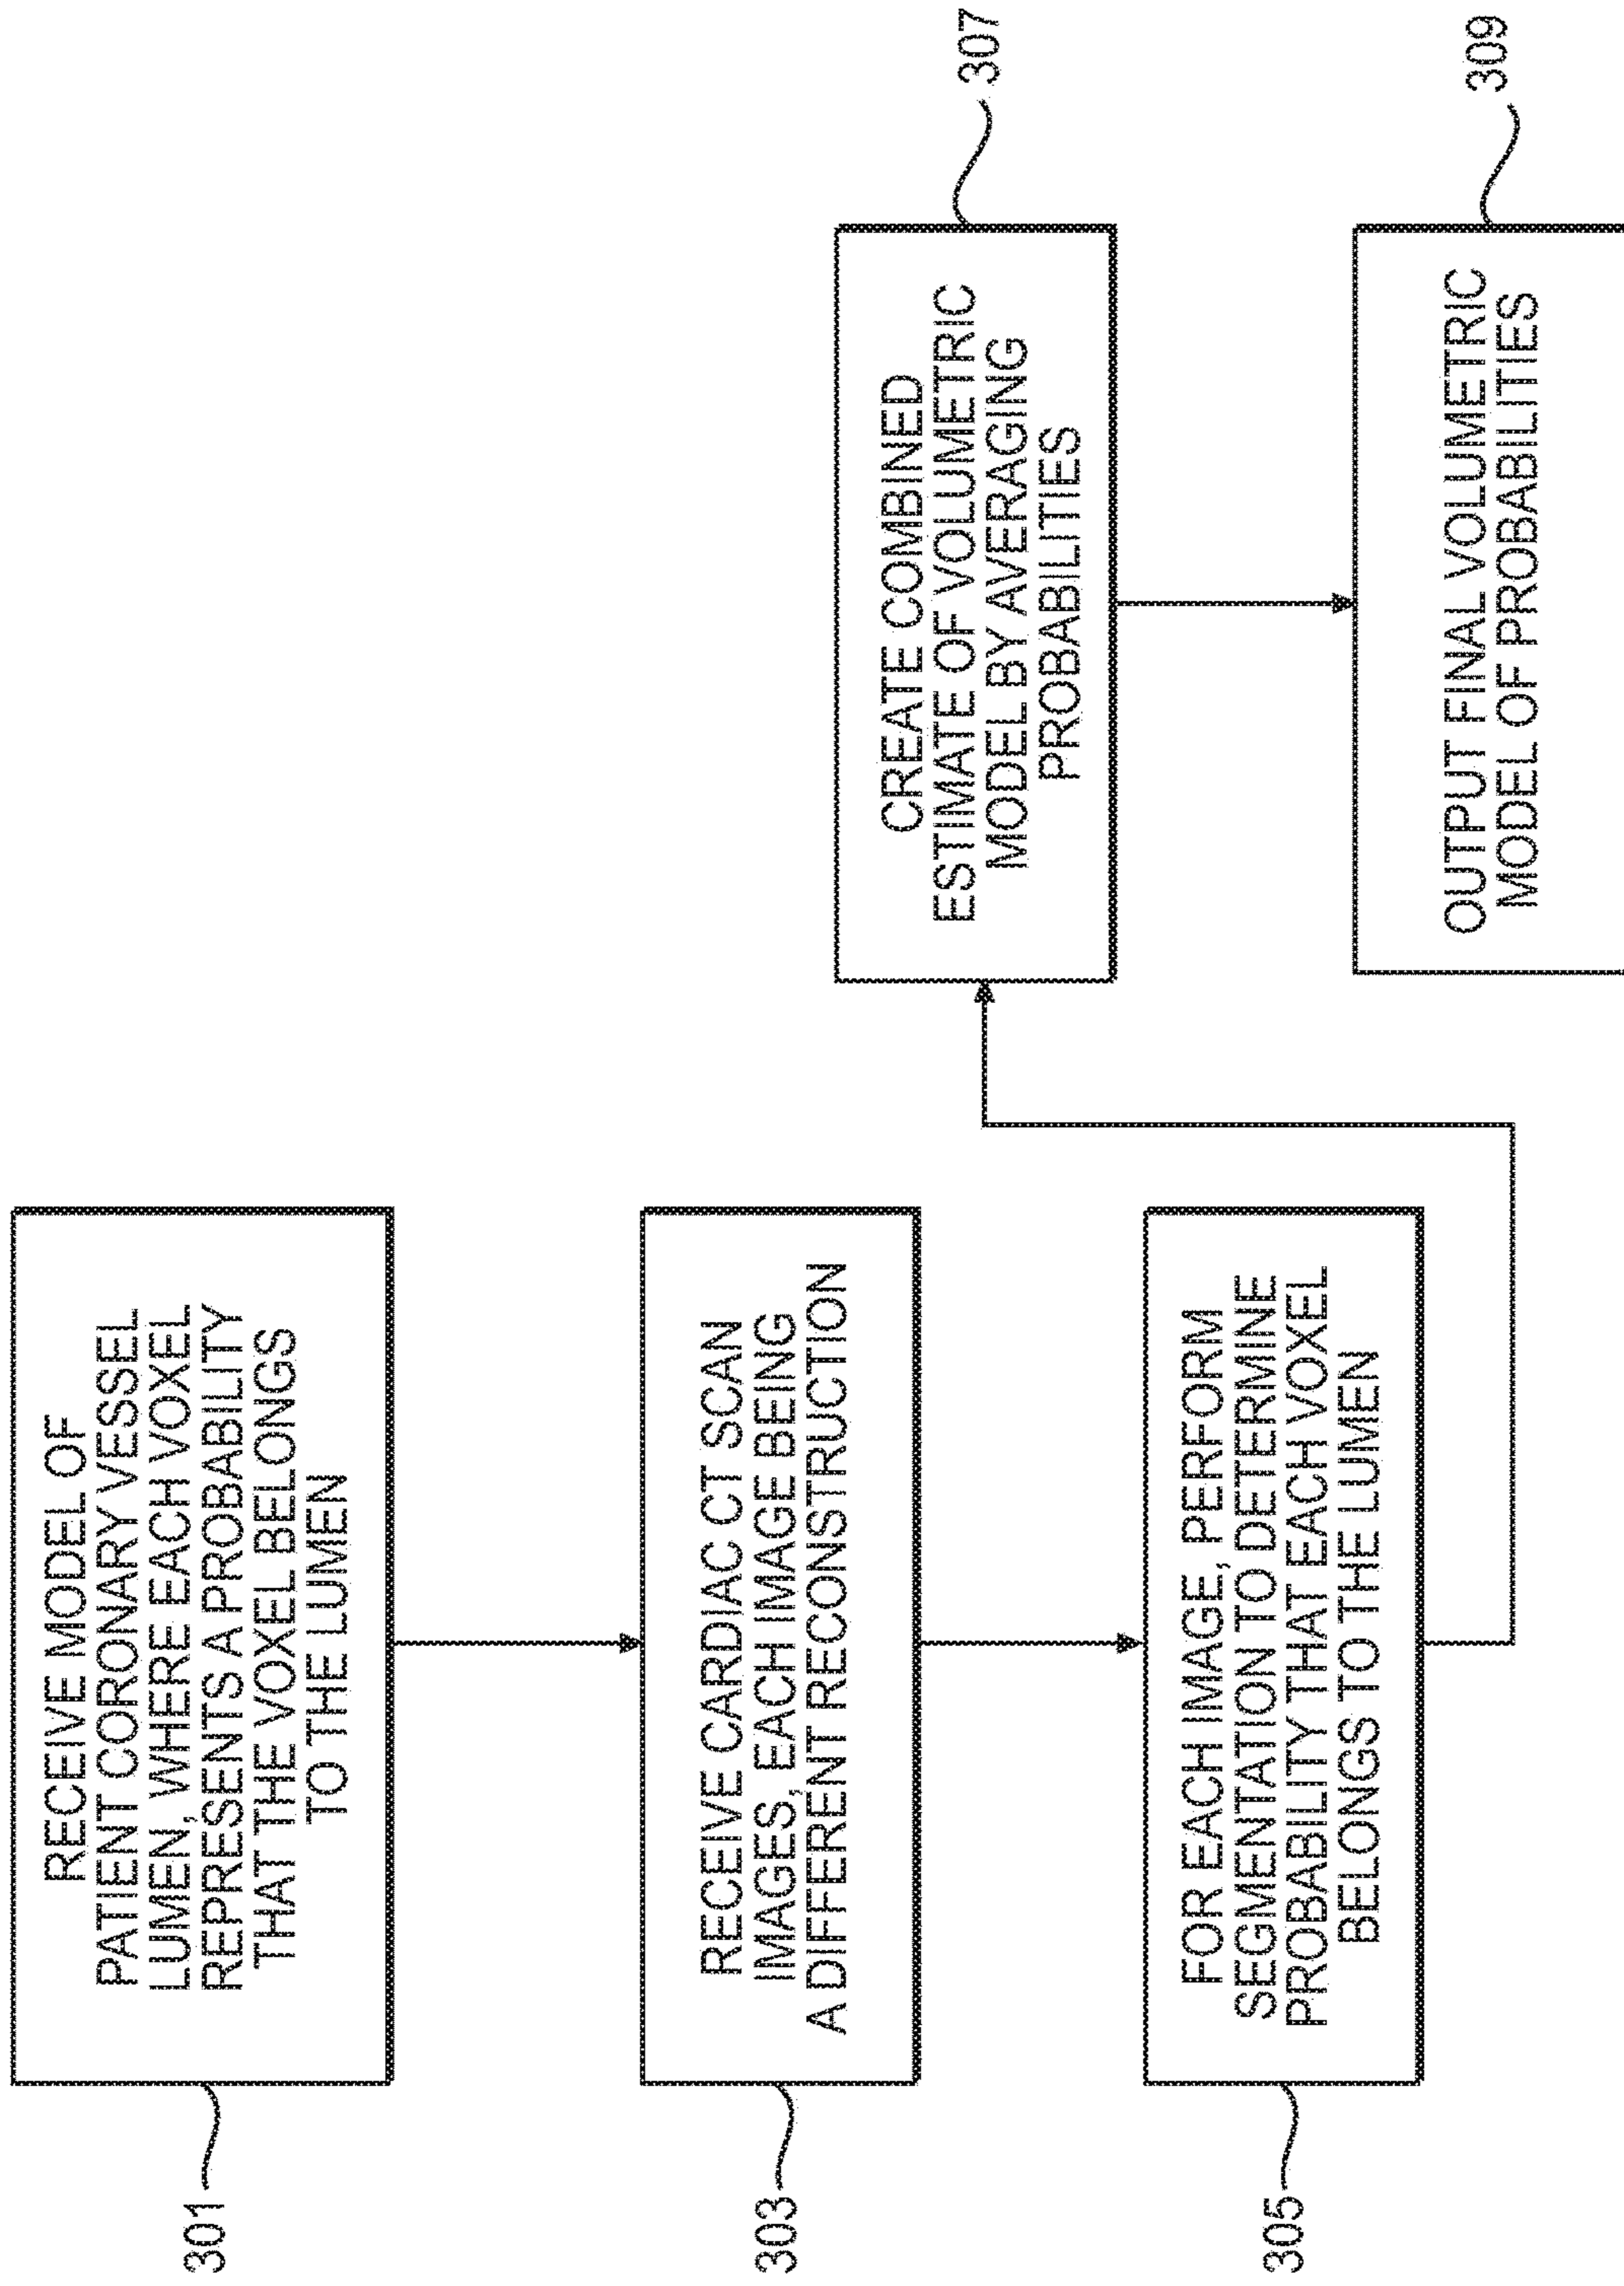 301
RECEIVE MODEL OF
PATIENT CORONARY VESSEL
LUMEN, WHERE EACH VOXEL
REPRESENTS A PROBABILITY
THAT THE VOXEL BELONGS
TO THE LUMEN
303
RECEIVE CARDIAC CT SCAN
IMAGES, EACH IMAGE BEING
A DIFFERENT RECONSTRUCTION
305
FOR EACH IMAGE, PERFORM
SEGMENTATION TO DETERMINE
PROBABILITY THAT EACH VOXEL
BELONGS TO THE LUMEN
CREATE COMBINED
ESTIMATE OF VOLUMETRIC
MODEL BY AVERAGING
PROBABILITIES
307
OUTPUT FINAL VOLUMETRIC
MODEL OF PROBABILITIES
309